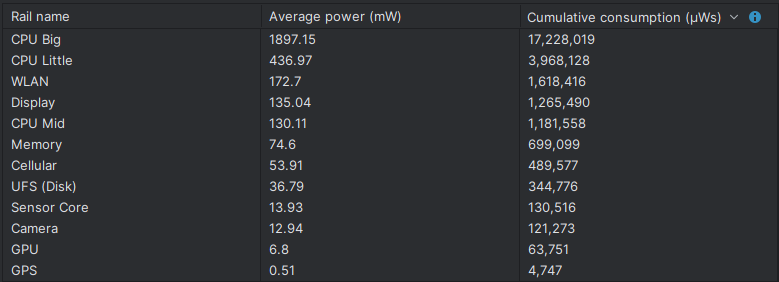 Rail name Average power (mW) Cumulative consumption (μWs)
CPU Big 1897.15 17,228,019
CPU Little 436.97 3,968,128
WLAN 172.7 1,618,416
Display 135.04 1,265,490
CPU Mid 130.11 1,181,558
Memory 74.6 699,099
Cellular 53.91 489,577
UFS (Disk) 36.79 344,776
Sensor Core 13.93 130,516
Camera 12.94 121,273
GPU 6.8 63,751
GPS 0.51 4,747